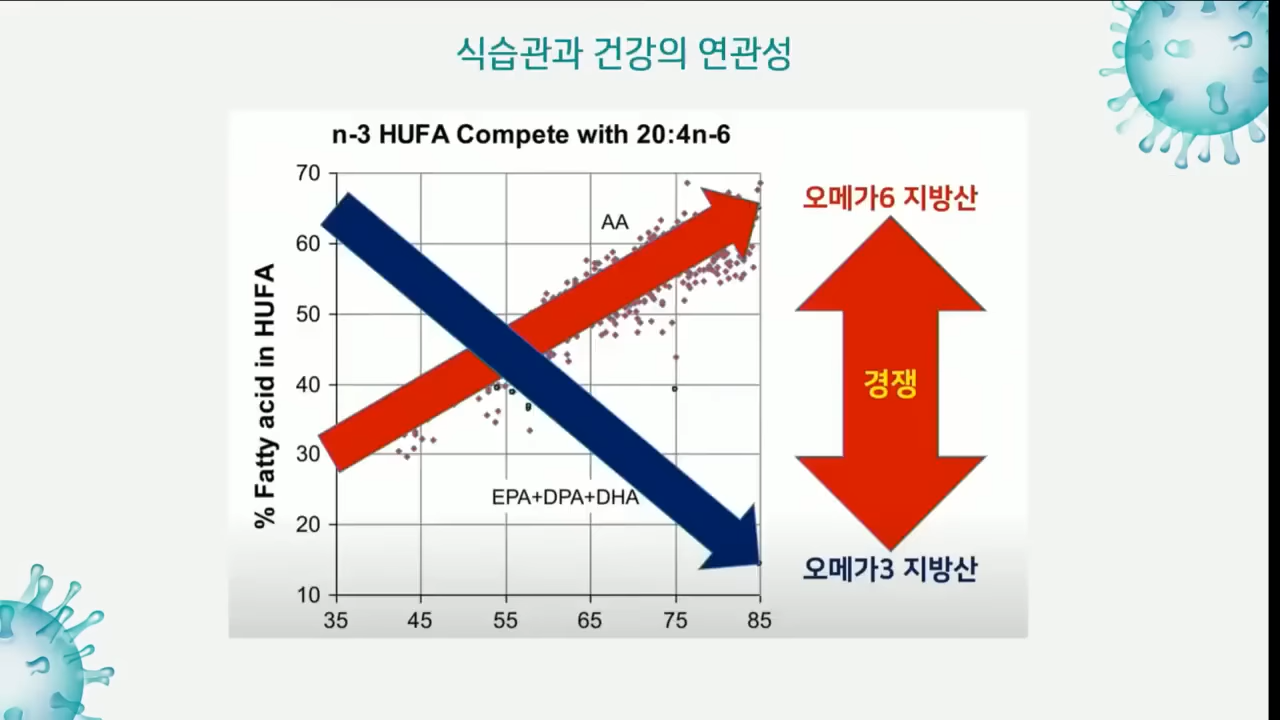 식습관과 건강의 연관성
n-3 HUFA Compete with 20:4n-6
% Fatty acid in HUFA
70
60
50
40
30
20
10
35 45 55 65 75 85
AA
EPA+DPA+DHA
오메가6 지방산
경쟁
오메가3 지방산